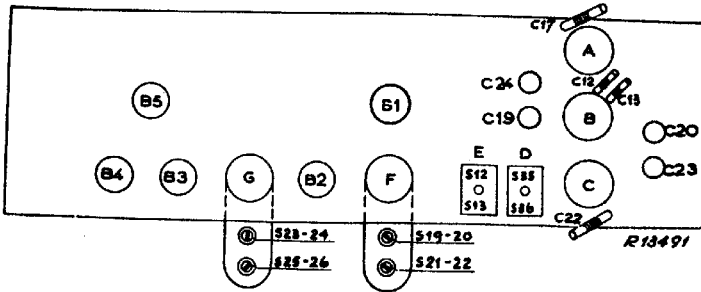 C17
A
C12
C13
C24
B5
B1
C19
B
C20
B4
B3
G
B2
F
E
D
S12
S13
S35
S36
C
C23
C22
S23-24
S19-20
R13491
S25-26
S21-22